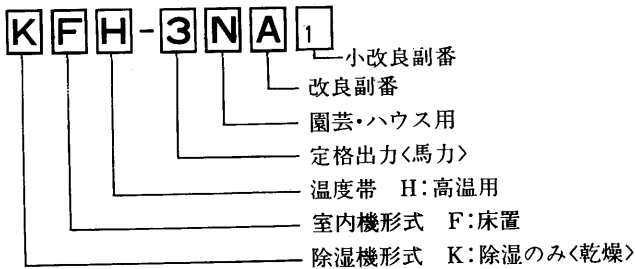 KFH-3NA1
小改良副番
改良副番
園芸・ハウス用
定格出力〈馬力〉
温度帯 H:高温用
室内機形式 F:床置
除湿機形式 K:除湿のみ〈乾燥〉